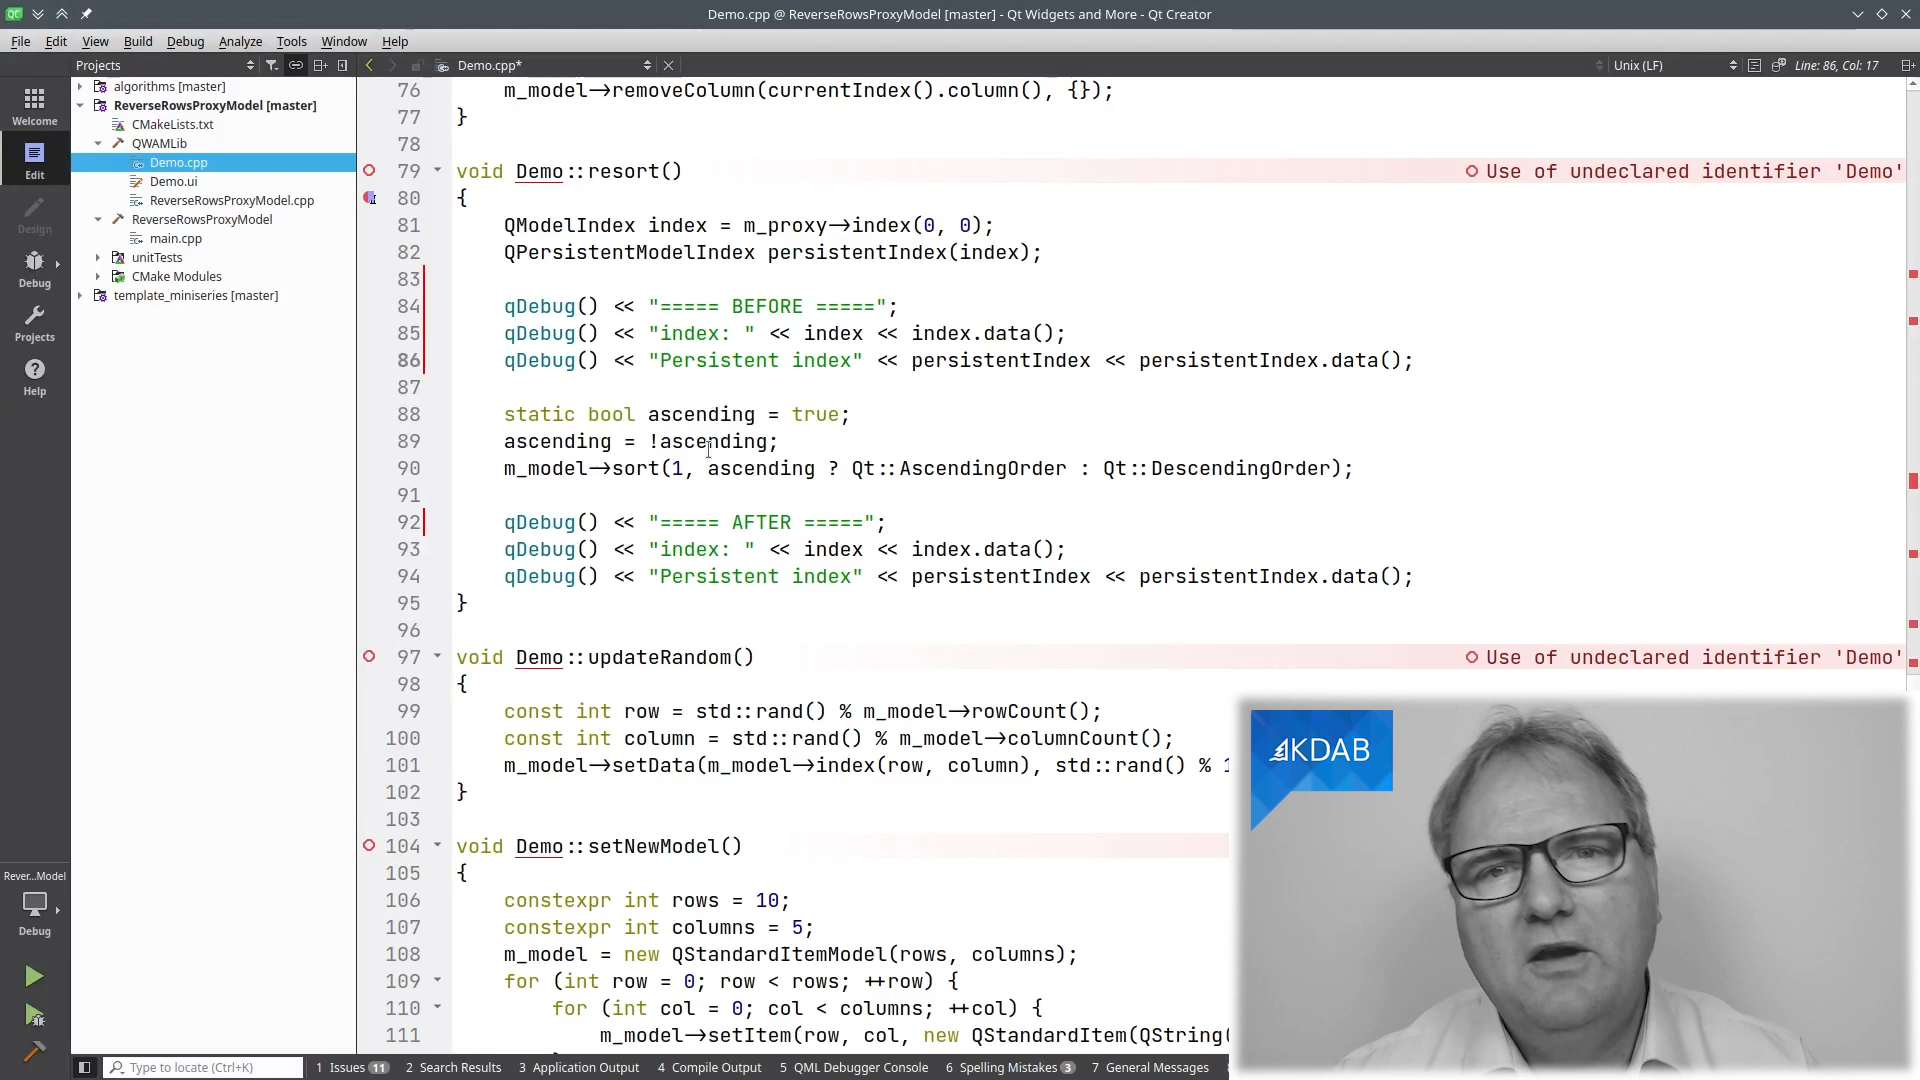 Demo.cpp @ ReverseRowsProxyModel [master] - Qt Widgets and More - Qt Creator
File Edit View Build Debug Analyze Tools Window Help
Projects
Demo.cpp*
Unix (LF)
Line: 86, Col: 17
Welcome
Edit
Design
Debug
Projects
Help
Rever...Model
Debug
algorithms [master]
ReverseRowsProxyModel [master]
CMakeLists.txt
QWAMLib
Demo.cpp
Demo.ui
ReverseRowsProxyModel.cpp
ReverseRowsProxyModel
main.cpp
unitTests
CMake Modules
template_miniseries [master]
76 m_model->removeColumn(currentIndex().column(), {});
77 }
78
79 void Demo::resort() Use of undeclared identifier 'Demo'
80 {
81 QModelIndex index = m_proxy->index(0, 0);
82 QPersistentModelIndex persistentIndex(index);
83
84 qDebug() << "===== BEFORE =====";
85 qDebug() << "index: " << index << index.data();
86 qDebug() << "Persistent index" << persistentIndex << persistentIndex.data();
87
88 static bool ascending = true;
89 ascending = !ascending;
90 m_model->sort(1, ascending ? Qt::AscendingOrder : Qt::DescendingOrder);
91
92 qDebug() << "===== AFTER =====";
93 qDebug() << "index: " << index << index.data();
94 qDebug() << "Persistent index" << persistentIndex << persistentIndex.data();
95 }
96
97 void Demo::updateRandom() Use of undeclared identifier 'Demo'
98 {
99 const int row = std::rand() % m_model->rowCount();
100 const int column = std::rand() % m_model->columnCount();
101 m_model->setData(m_model->index(row, column), std::rand() % 1
102 }
103
104 void Demo::setNewModel()
105 {
106 constexpr int rows = 10;
107 constexpr int columns = 5;
108 m_model = new QStandardItemModel(rows, columns);
109 for (int row = 0; row < rows; ++row) {
110 for (int col = 0; col < columns; ++col) {
111 m_model->setItem(row, col, new QStandardItem(QString(
KDAB
Type to locate (Ctrl+K)
1 Issues 11 2 Search Results 3 Application Output 4 Compile Output 5 QML Debugger Console 6 Spelling Mistakes 3 7 General Messages